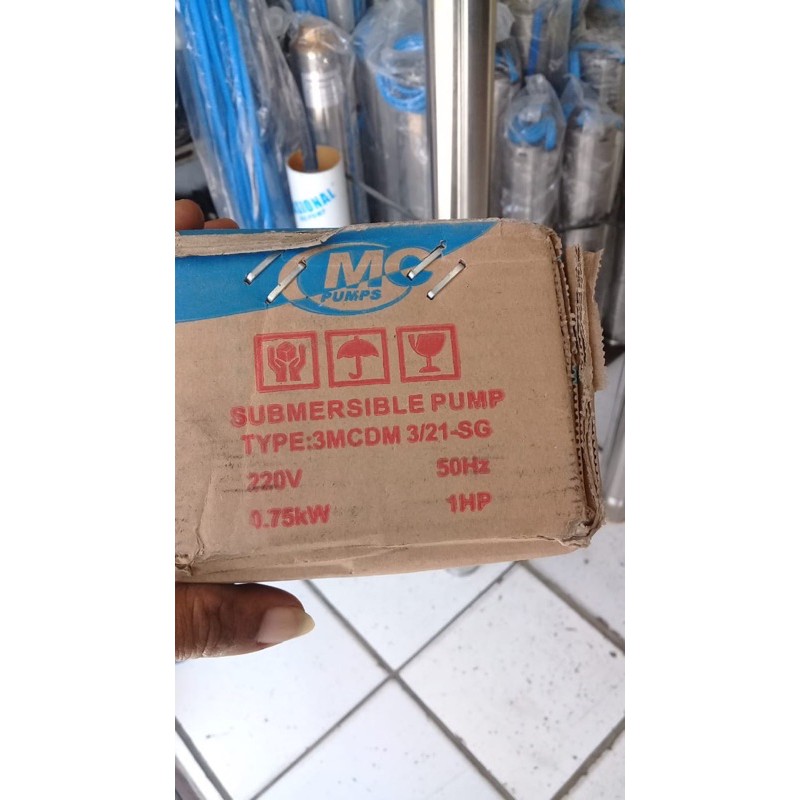 MC
PUMPS
SUBMERSIBLE PUMP
TYPE:3MCDM 3/21-SG
220V 50Hz
0.75kW 1HP